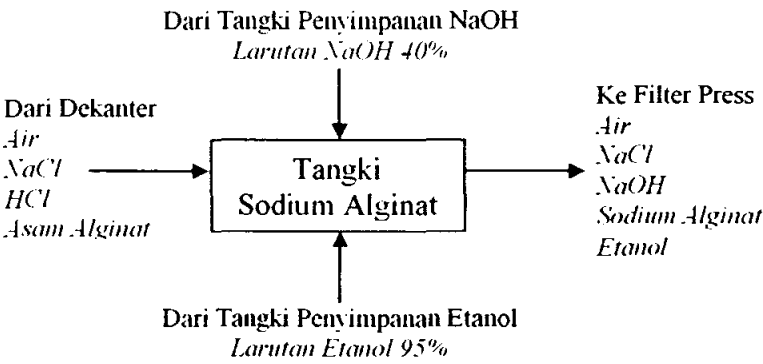 Dari Tangki Penyimpanan NaOH
Larutan NaOH 40%
Dari Dekanter
Air
NaCl
HCl
Asam Alginat
Tangki
Sodium Alginat
Ke Filter Press
Air
NaCl
NaOH
Sodium Alginat
Etanol
Dari Tangki Penyimpanan Etanol
Larutan Etanol 95%